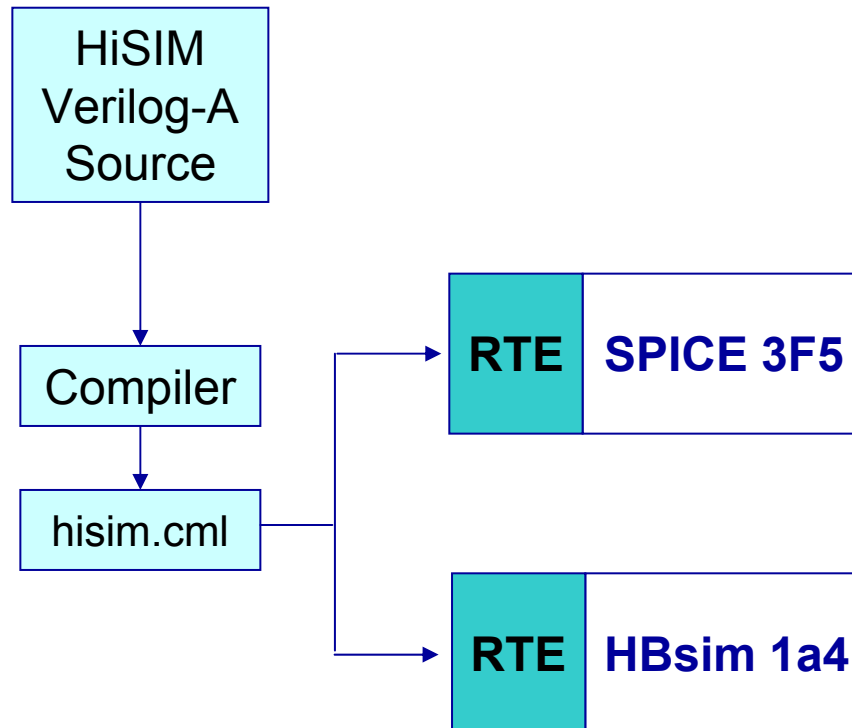 HiSIM
Verilog-A
Source
Compiler
hisim.cml
RTE SPICE 3F5
RTE HBsim 1a4